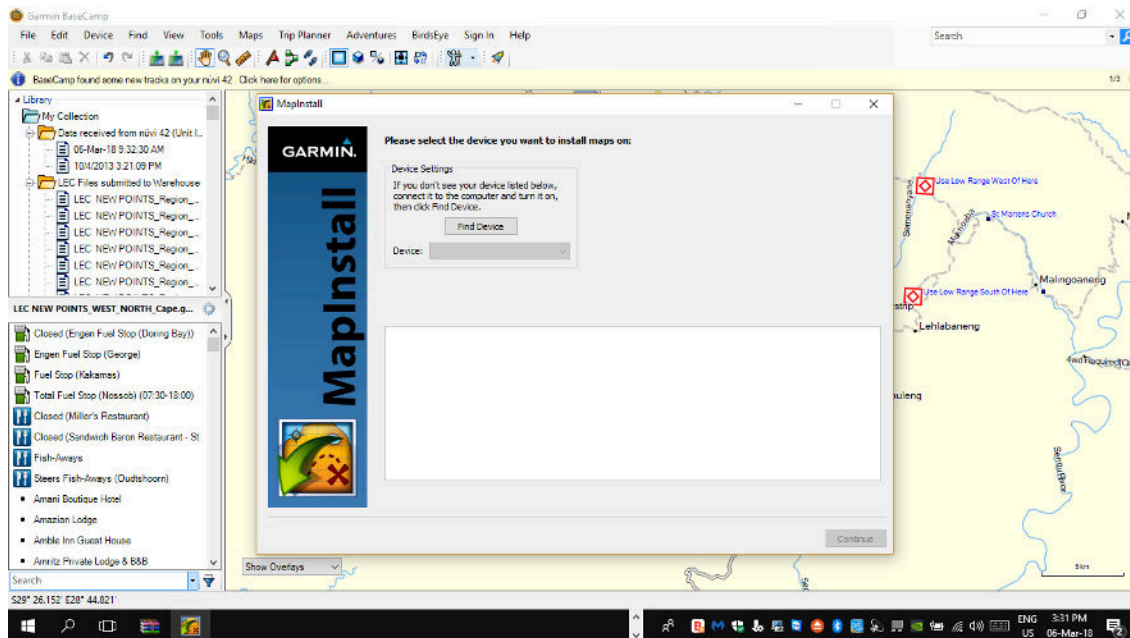 Garmin BaseCamp
File Edit Device Find View Tools Maps Trip Planner Adventures BirdsEye Sign In Help
Search
BaseCamp found some new tracks on your nüvi 42. Click here for options...
1/3
Library
My Collection
Data received from nüvi 42 (Unit I...
06-Mar-18 9:32:30 AM
10/4/2013 3:21:09 PM
LEC Files submitted to Warehouse
LEC NEW POINTS_Region_...
LEC NEW POINTS_Region_...
LEC NEW POINTS_Region_...
LEC NEW POINTS_Region_...
LEC NEW POINTS_Region_...
LEC NEW POINTS_Region_...
LEC NEW POINTS_WEST_NORTH_Cape.g...
Closed (Engen Fuel Stop (Doring Bay))
Engen Fuel Stop (George)
Fuel Stop (Kakamas)
Total Fuel Stop (Nossob) (07:30-18:00)
Closed (Miller's Restaurant)
Closed (Sandwich Baron Restaurant - St
Fish-Aways
Steers Fish-Aways (Oudtshoorn)
Amani Boutique Hotel
Amazian Lodge
Amble Inn Guest House
Amritz Private Lodge & B&B
Search
S29° 26.152' E28° 44.821'
MapInstall
GARMIN.
MapInstall
Please select the device you want to install maps on:
Device Settings
If you don't see your device listed below,
connect it to the computer and turn it on,
then click Find Device.
Find Device
Device:
Continue
Show Overlays
Use Low Range West Of Here
St Martins Church
Malingoaneng
Use Low Range South Of Here
Lehlabaneng
uleng
5km
ENG
US
3:31 PM
06-Mar-18